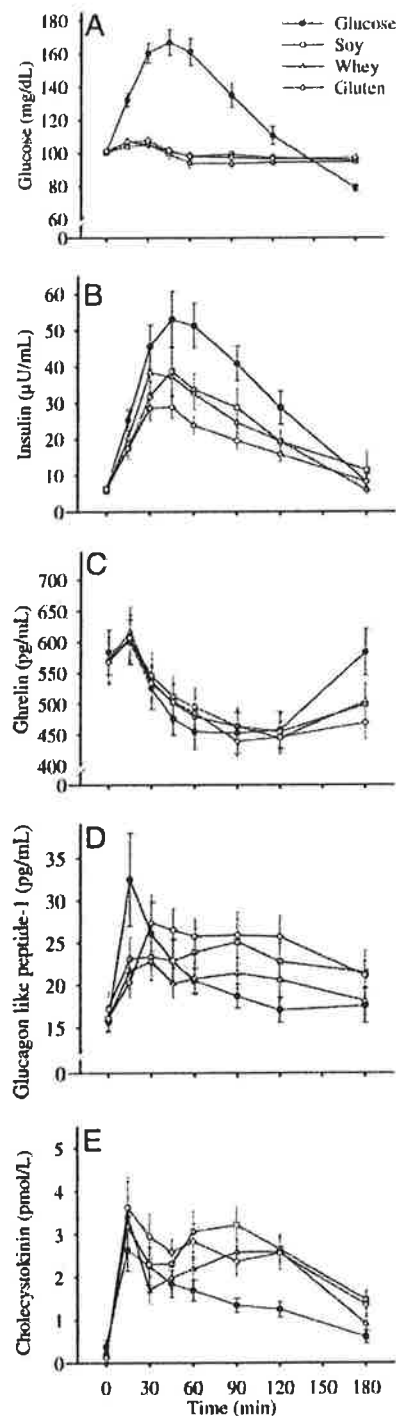 A
Glucose
Soy
Whey
Gluten
Glucose (mg/dL)
180
160
140
120
100
80
60
0
B
Insulin (µU/mL)
60
50
40
30
20
10
0
C
Ghrelin (pg/mL)
700
650
600
550
500
450
400
0
D
Glucagon like peptide-1 (pg/mL)
35
30
25
20
15
0
E
Cholecystokinin (pmol/L)
5
4
3
2
1
0
0 30 60 90 120 150 180
Time (min)